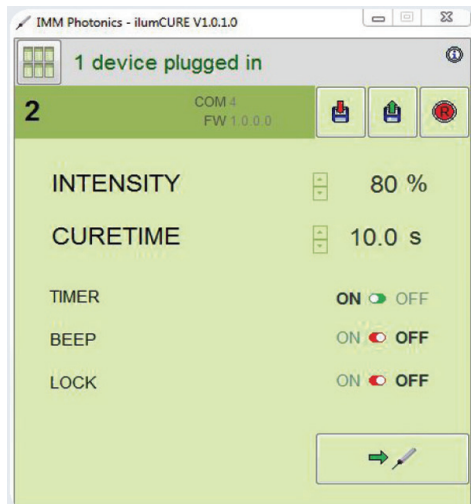 IMM Photonics - ilumCURE V1.0.1.0
1 device plugged in
2
COM 4
FW 1.0.0.0
R
INTENSITY 80 %
CURETIME 10.0 s
TIMER ON OFF
BEEP ON OFF
LOCK ON OFF